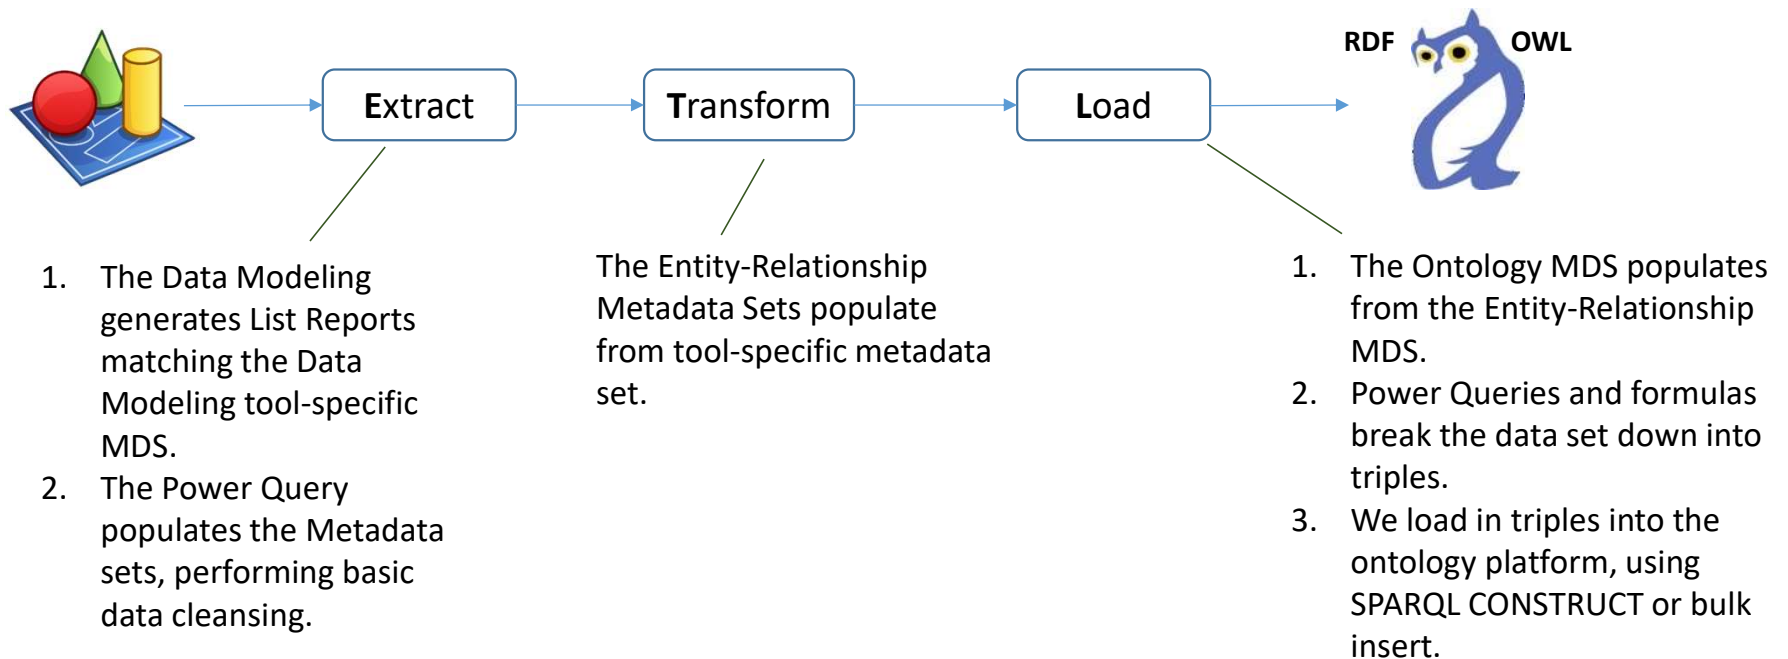 RDF OWL
Extract
Transform
Load
1. The Data Modeling
generates List Reports
matching the Data
Modeling tool-specific
MDS.
2. The Power Query
populates the Metadata
sets, performing basic
data cleansing.
The Entity-Relationship
Metadata Sets populate
from tool-specific metadata
set.
1. The Ontology MDS populates
from the Entity-Relationship
MDS.
2. Power Queries and formulas
break the data set down into
triples.
3. We load in triples into the
ontology platform, using
SPARQL CONSTRUCT or bulk
insert.